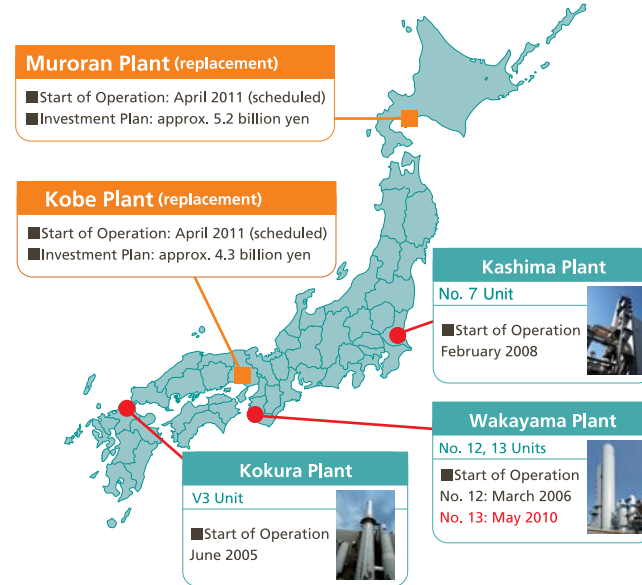 Muroran Plant (replacement)
■Start of Operation: April 2011 (scheduled)
■Investment Plan: approx. 5.2 billion yen
Kobe Plant (replacement)
■Start of Operation: April 2011 (scheduled)
■Investment Plan: approx. 4.3 billion yen
Kashima Plant
No. 7 Unit
■Start of Operation
February 2008
Wakayama Plant
No. 12, 13 Units
■Start of Operation
No. 12: March 2006
No. 13: May 2010
Kokura Plant
V3 Unit
■Start of Operation
June 2005